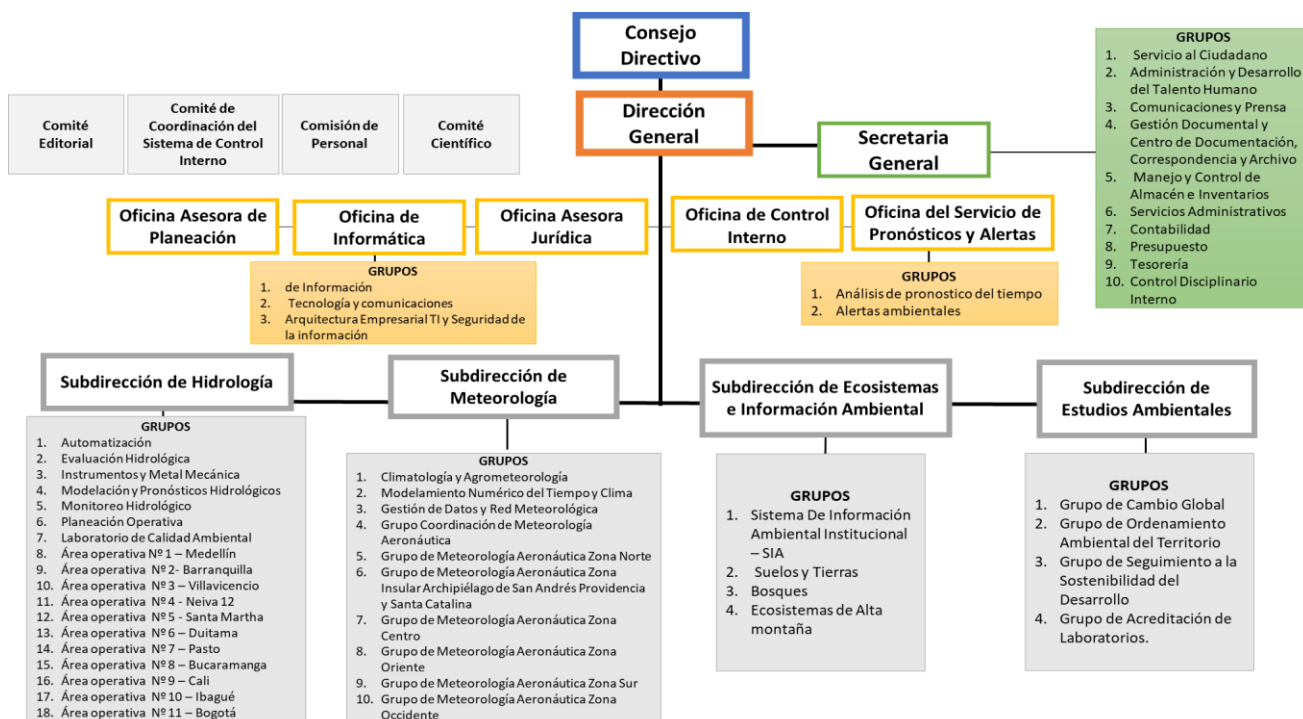 Consejo
Directivo
Dirección
General
Secretaria
General
GRUPOS
1. Servicio al Ciudadano
2. Administración y Desarrollo
del Talento Humano
3. Comunicaciones y Prensa
4. Gestión Documental y
Centro de Documentación,
Correspondencia y Archivo
5. Manejo y Control de
Almacén e Inventarios
6. Servicios Administrativos
7. Contabilidad
8. Presupuesto
9. Tesorería
10. Control Disciplinario
Interno
Comité
Editorial
Comité de
Coordinación del
Sistema de Control
Interno
Comisión de
Personal
Comité
Científico
Oficina Asesora de
Planeación
Oficina de
Informática
Oficina Asesora
Jurídica
Oficina de Control
Interno
Oficina del Servicio de
Pronósticos y Alertas
GRUPOS
1. de Información
2. Tecnología y comunicaciones
3. Arquitectura Empresarial TI y Seguridad de
la información
GRUPOS
1. Análisis de pronostico del tiempo
2. Alertas ambientales
Subdirección de Hidrología
Subdirección de
Meteorología
Subdirección de Ecosistemas
e Información Ambiental
Subdirección de
Estudios Ambientales
GRUPOS
1. Automatización
2. Evaluación Hidrológica
3. Instrumentos y Metal Mecánica
4. Modelación y Pronósticos Hidrológicos
5. Monitoreo Hidrológico
6. Planeación Operativa
7. Laboratorio de Calidad Ambiental
8. Área operativa Nº 1 – Medellín
9. Área operativa Nº 2- Barranquilla
10. Área operativa Nº 3 – Villavicencio
11. Área operativa Nº 4 - Neiva 12
12. Área operativa Nº 5 - Santa Martha
13. Área operativa Nº 6 – Duitama
14. Área operativa Nº 7 – Pasto
15. Área operativa Nº 8 – Bucaramanga
16. Área operativa Nº 9 – Cali
17. Área operativa Nº 10 – Ibagué
18. Área operativa Nº 11 – Bogotá
GRUPOS
1. Climatología y Agrometeorología
2. Modelamiento Numérico del Tiempo y Clima
3. Gestión de Datos y Red Meteorológica
4. Grupo Coordinación de Meteorología
Aeronáutica
5. Grupo de Meteorología Aeronáutica Zona Norte
6. Grupo de Meteorología Aeronáutica Zona
Insular Archipiélago de San Andrés Providencia
y Santa Catalina
7. Grupo de Meteorología Aeronáutica Zona
Centro
8. Grupo de Meteorología Aeronáutica Zona
Oriente
9. Grupo de Meteorología Aeronáutica Zona Sur
10. Grupo de Meteorología Aeronáutica Zona
Occidente
GRUPOS
1. Sistema De Información
Ambiental Institucional
– SIA
2. Suelos y Tierras
3. Bosques
4. Ecosistemas de Alta
montaña
GRUPOS
1. Grupo de Cambio Global
2. Grupo de Ordenamiento
Ambiental del Territorio
3. Grupo de Seguimiento a la
Sostenibilidad del
Desarrollo
4. Grupo de Acreditación de
Laboratorios.